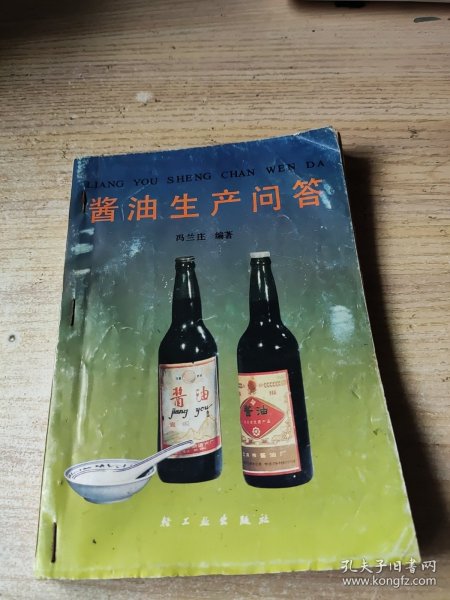 LIANG YOU SHENG CHAN WEN DA
酱油生产问答
冯兰庄 编著
酱油
jiang you
酱油
轻工业出版社
孔夫子旧书网
www.kongfz.com